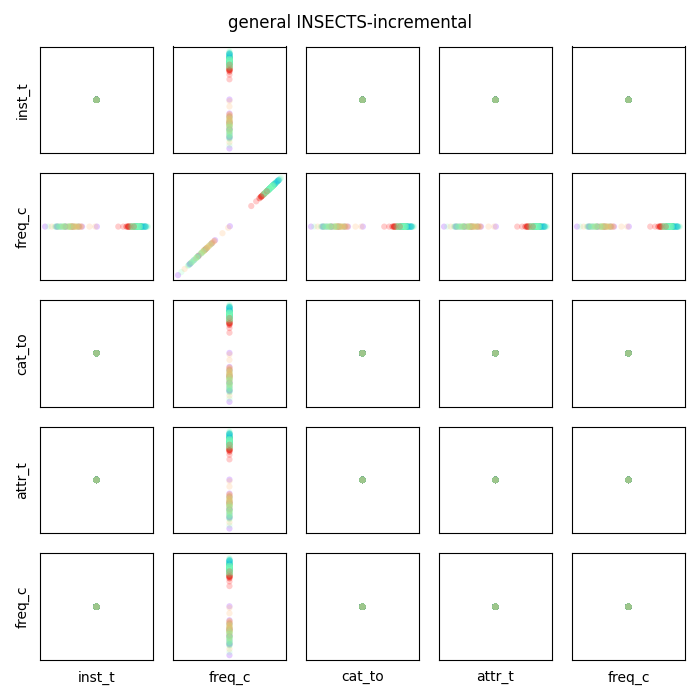 general INSECTS-incremental
inst_t
freq_c
cat_to
attr_t
freq_c
inst_t
freq_c
cat_to
attr_t
freq_c